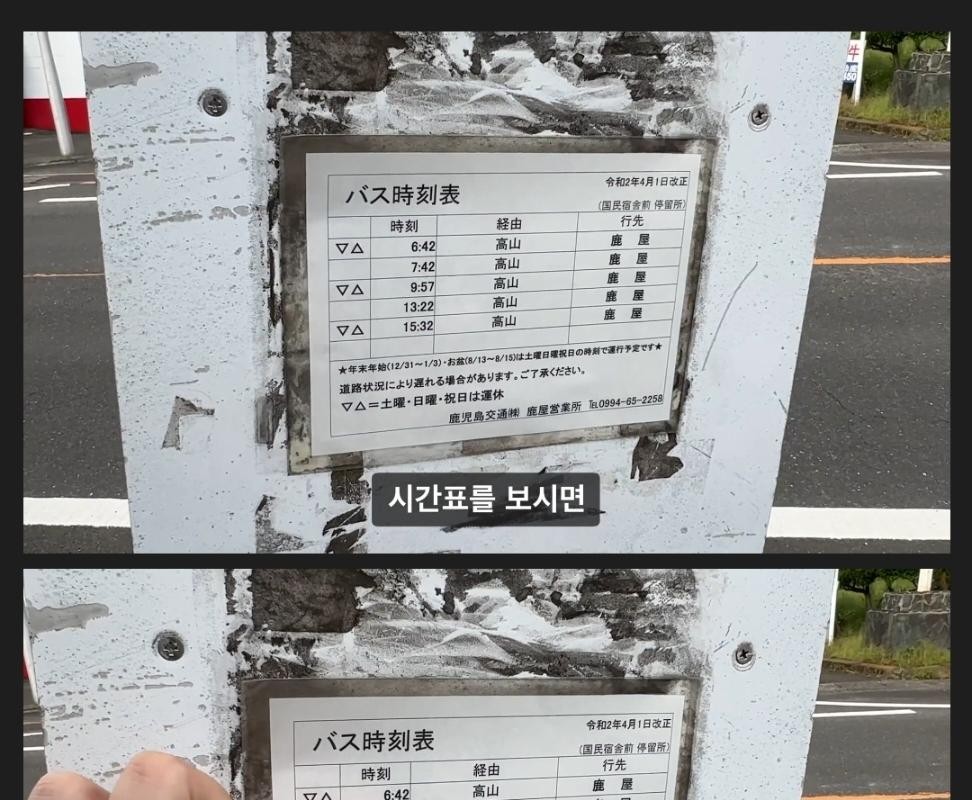 牛
バス時刻表
令和2年4月1日改正
(国民宿舎前 停留所)
時刻 経由 行先
▽△ 6:42 高山 鹿 屋
7:42 高山 鹿 屋
▽△ 9:57 高山 鹿 屋
13:22 高山 鹿 屋
▽△ 15:32 高山 鹿 屋
★年末年始(12/31~1/3)・お盆(8/13~8/15)は土曜日曜祝日の時刻で運行予定です★
道路状況により遅れる場合があります。ご了承ください。
▽△=土曜・日曜・祝日は運休
鹿児島交通㈱ 鹿屋営業所 ℡0994-65-2258
시간표를 보시면
バス時刻表
令和2年4月1日改正
(国民宿舎前 停留所)
時刻 経由 行先
▽△ 6:42 高山 鹿 屋